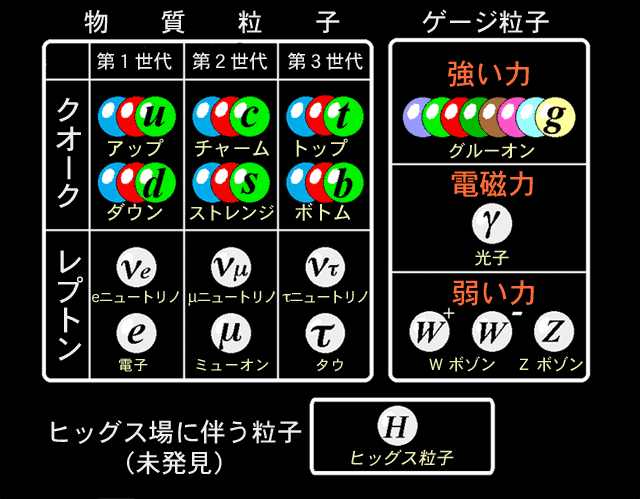 物質粒子
ゲージ粒子
第1世代 第2世代 第3世代
クオーク
u c t
アップ チャーム トップ
d s b
ダウン ストレンジ ボトム
レプトン
νe νμ ντ
eニュートリノ μニュートリノ τニュートリノ
e μ τ
電子 ミューオン タウ
強い力
g
グルーオン
電磁力
γ
光子
弱い力
W+ W- Z
W ボゾン Z ボゾン
ヒッグス場に伴う粒子
(未発見)
H
ヒッグス粒子